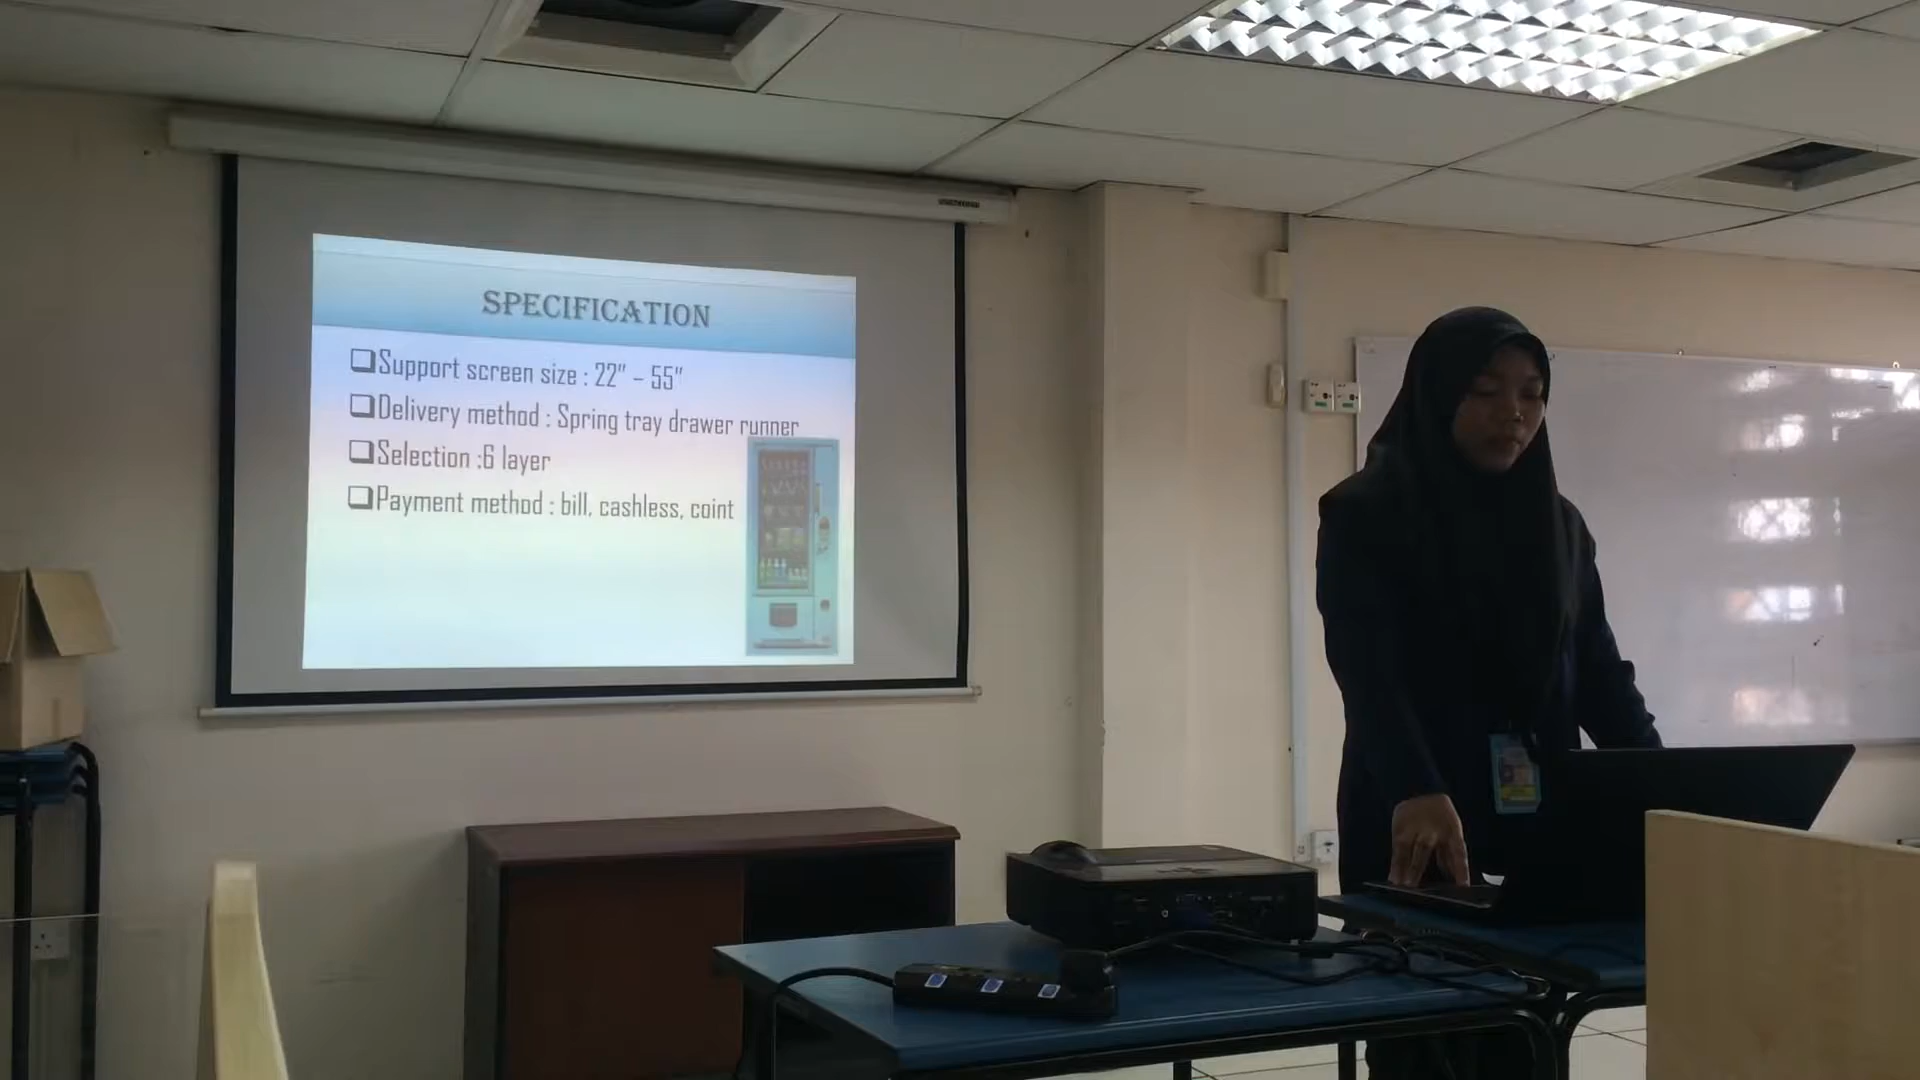 SPECIFICATION
Support screen size : 22" – 55"
Delivery method : Spring tray drawer runner
Selection :6 layer
Payment method : bill, cashless, coint